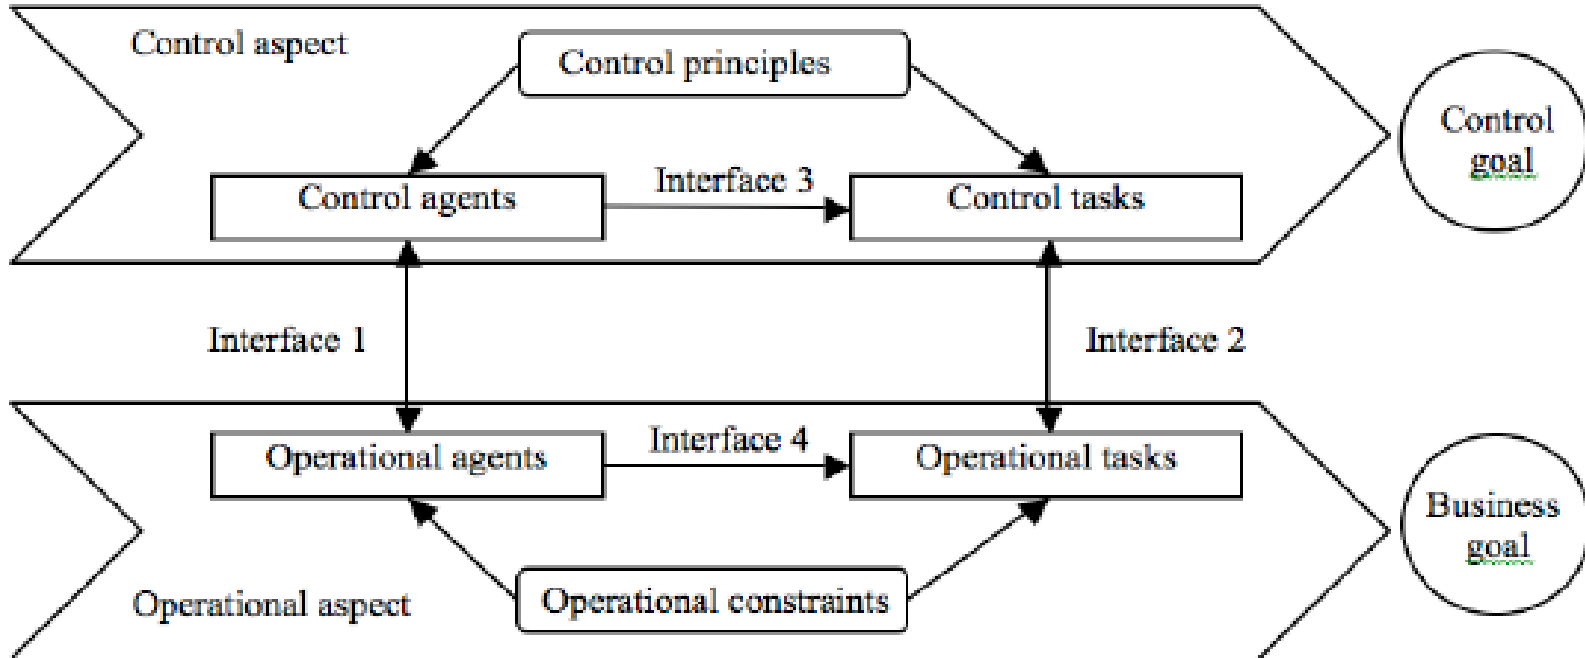 Control aspect
Control principles
Control
goal
Control agents
Interface 3
Control tasks
Interface 1
Interface 2
Operational agents
Interface 4
Operational tasks
Business
goal
Operational aspect
Operational constraints